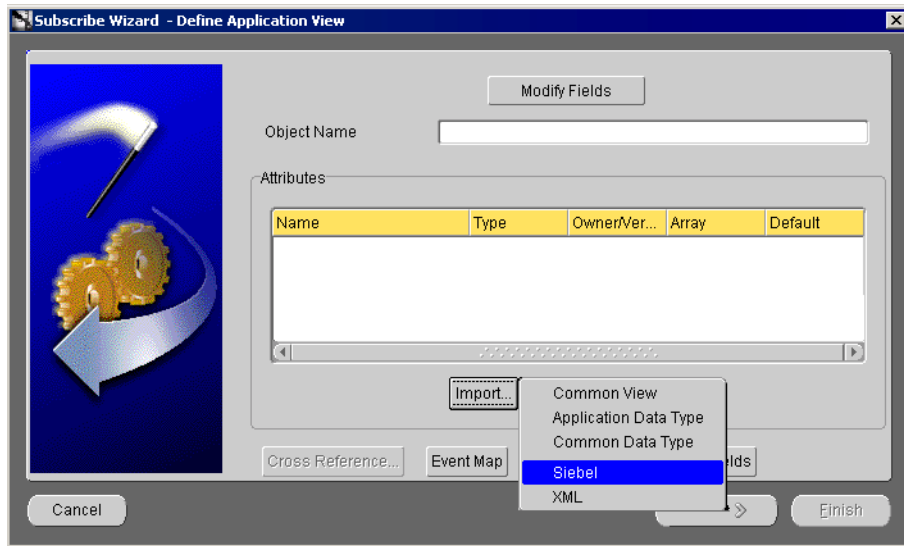 Subscribe Wizard - Define Application View
Modify Fields
Object Name
Attributes
Name Type Owner/Ver... Array Default
Import...
Common View
Application Data Type
Common Data Type
Siebel
XML
Cross Reference... Event Map
Cancel Finish